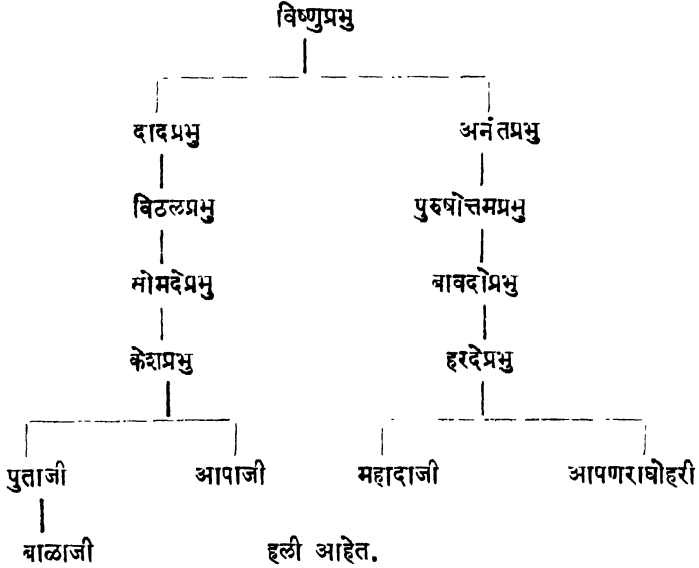 विष्णुप्रभु
दादप्रभु अनंतप्रभु
विठलप्रभु पुरुषोत्तमप्रभु
सोमदेप्रभु बावदोप्रभु
केशप्रभु हरदेप्रभु
पुताजी आपाजी महादाजी आपणराघोहरी
बाळाजी हली आहेत.